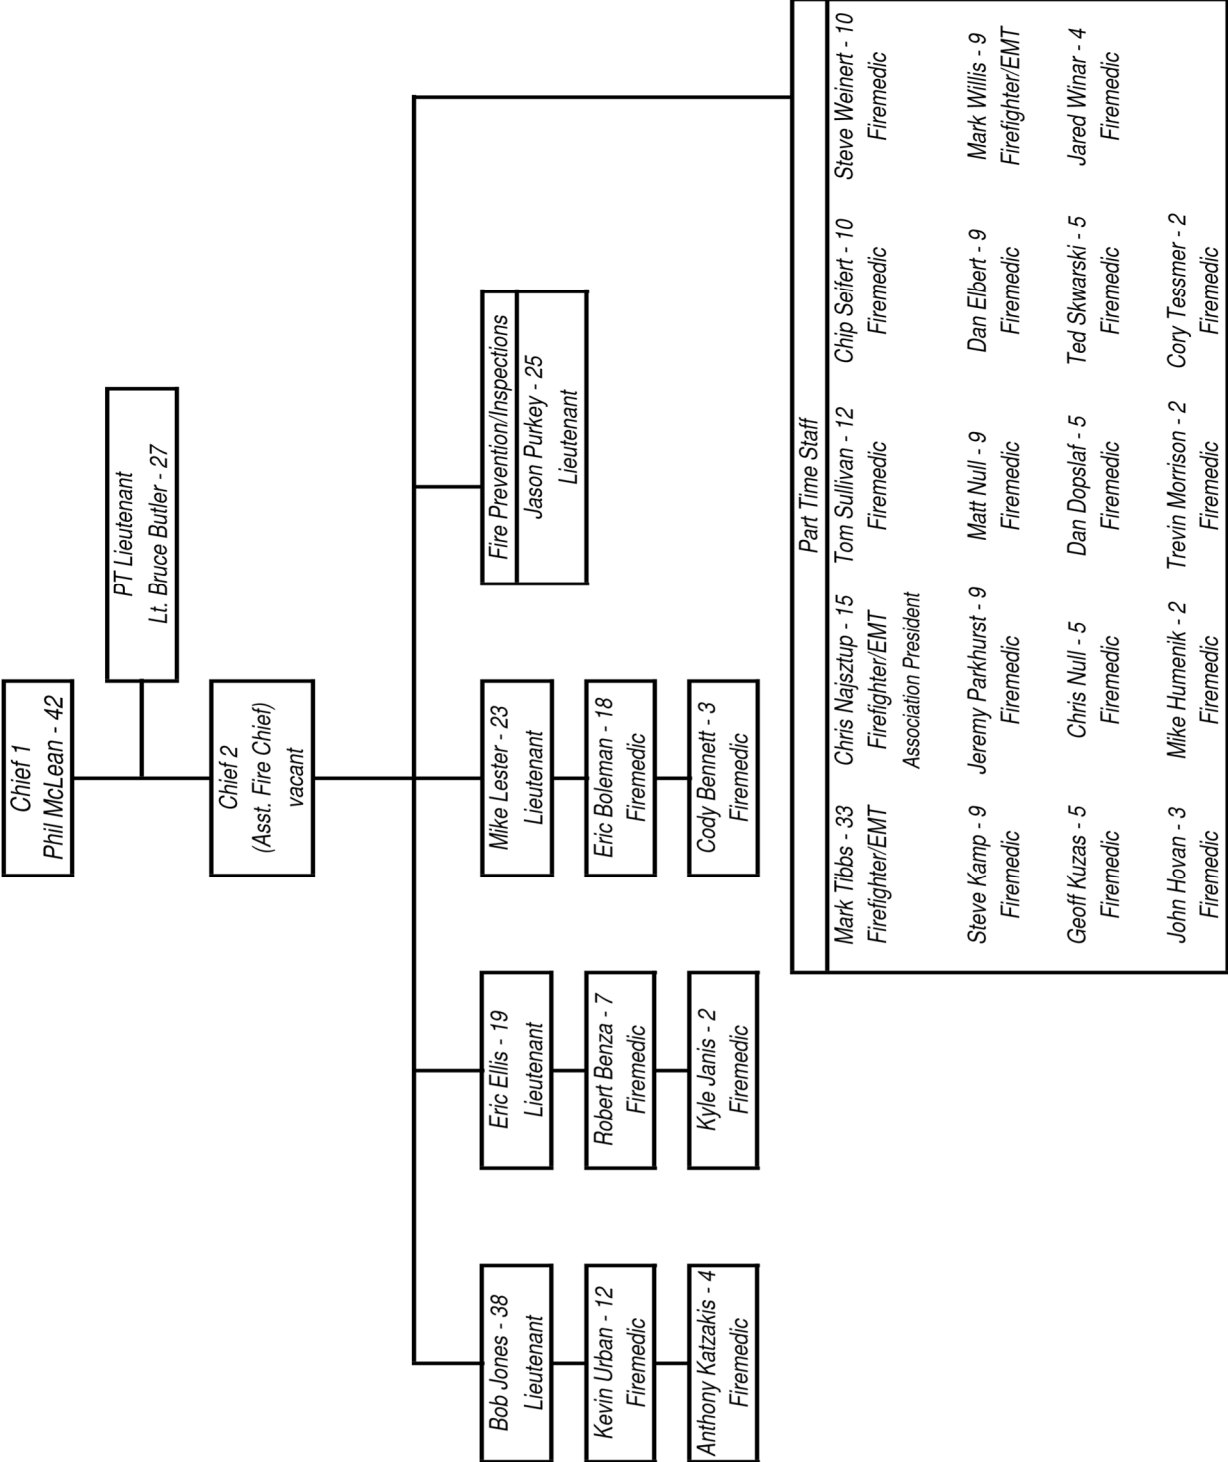 Chief 1
Phil McLean - 42
PT Lieutenant
Lt. Bruce Butler - 27
Chief 2
(Asst. Fire Chief)
vacant
Bob Jones - 38
Lieutenant
Kevin Urban - 12
Firemedic
Anthony Katzakis - 4
Firemedic
Eric Ellis - 19
Lieutenant
Robert Benza - 7
Firemedic
Kyle Janis - 2
Firemedic
Mike Lester - 23
Lieutenant
Eric Boleman - 18
Firemedic
Cody Bennett - 3
Firemedic
Fire Prevention/Inspections
Jason Purkey - 25
Lieutenant
Part Time Staff
Mark Tibbs - 33
Firefighter/EMT
Chris Najsztup - 15
Firefighter/EMT
Association President
Tom Sullivan - 12
Firemedic
Chip Seifert - 10
Firemedic
Steve Weinert - 10
Firemedic
Steve Kamp - 9
Firemedic
Jeremy Parkhurst - 9
Firemedic
Matt Null - 9
Firemedic
Dan Elbert - 9
Firemedic
Mark Willis - 9
Firefighter/EMT
Geoff Kuzas - 5
Firemedic
Chris Null - 5
Firemedic
Dan Dopslaf - 5
Firemedic
Ted Skwarski - 5
Firemedic
Jared Winar - 4
Firemedic
John Hovan - 3
Firemedic
Mike Humenik - 2
Firemedic
Trevin Morrison - 2
Firemedic
Cory Tessmer - 2
Firemedic